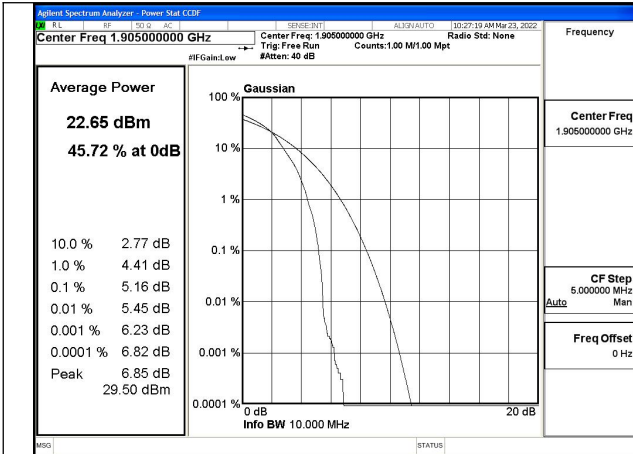 Agilent Spectrum Analyzer - Power Stat CCDF
RL RF 50 Ω AC SENSE:INT ALIGN AUTO 10:27:19 AM Mar 23, 2022
Center Freq 1.905000000 GHz
Center Freq: 1.905000000 GHz Radio Std: None
Trig: Free Run Counts:1.00 M/1.00 Mpt
#IFGain:Low #Atten: 40 dB
Frequency
Average Power
22.65 dBm
45.72 % at 0dB
10.0 % 2.77 dB
1.0 % 4.41 dB
0.1 % 5.16 dB
0.01 % 5.45 dB
0.001 % 6.23 dB
0.0001 % 6.82 dB
Peak 6.85 dB
29.50 dBm
Gaussian
100 %
10 %
1 %
0.1 %
0.01 %
0.001 %
0.0001 %
0 dB 20 dB
Info BW 10.000 MHz
Center Freq
1.905000000 GHz
CF Step
5.000000 MHz
Auto Man
Freq Offset
0 Hz
MSG STATUS